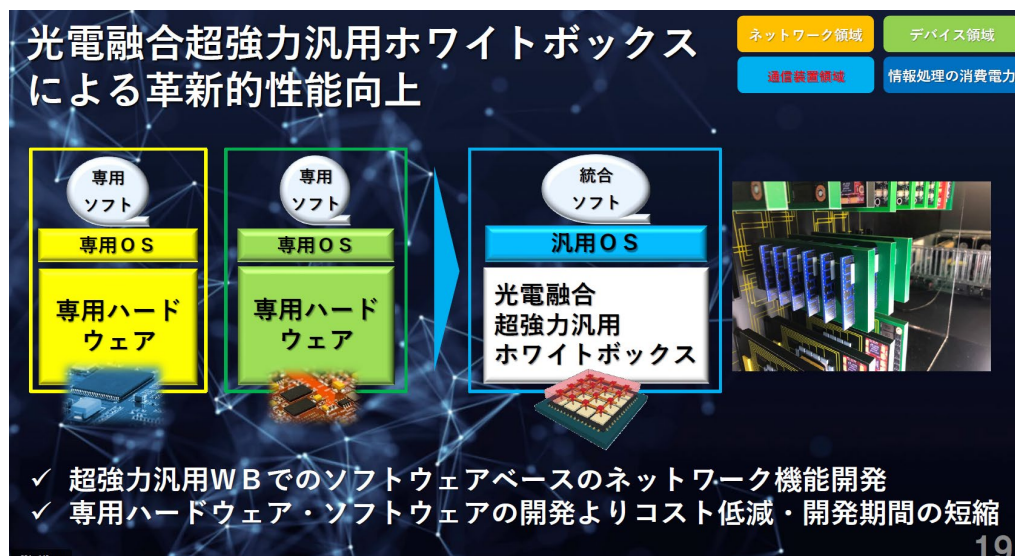 光電融合超強力汎用ホワイトボックス
による革新的性能向上
ネットワーク領域
デバイス領域
通信装置領域
情報処理の消費電力
専用
ソフト
専用OS
専用ハード
ウェア
専用
ソフト
専用OS
専用ハード
ウェア
統合
ソフト
汎用OS
光電融合
超強力汎用
ホワイトボックス
✓ 超強力汎用WBでのソフトウェアベースのネットワーク機能開発
✓ 専用ハードウェア・ソフトウェアの開発よりコスト低減・開発期間の短縮
19